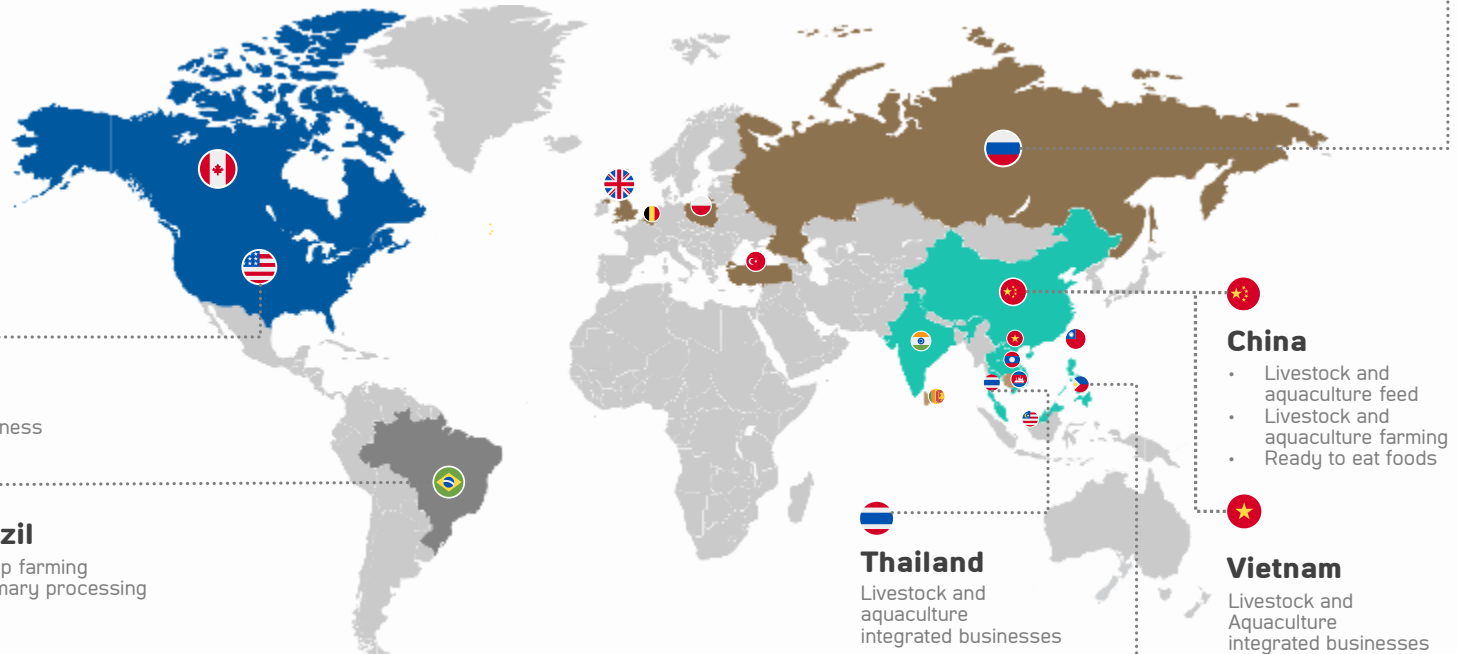 ness
zil
p farming
mary processing
Thailand
Livestock and
aquaculture
integrated businesses
China
• Livestock and
aquaculture feed
• Livestock and
aquaculture farming
• Ready to eat foods
Vietnam
Livestock and
Aquaculture
integrated businesses